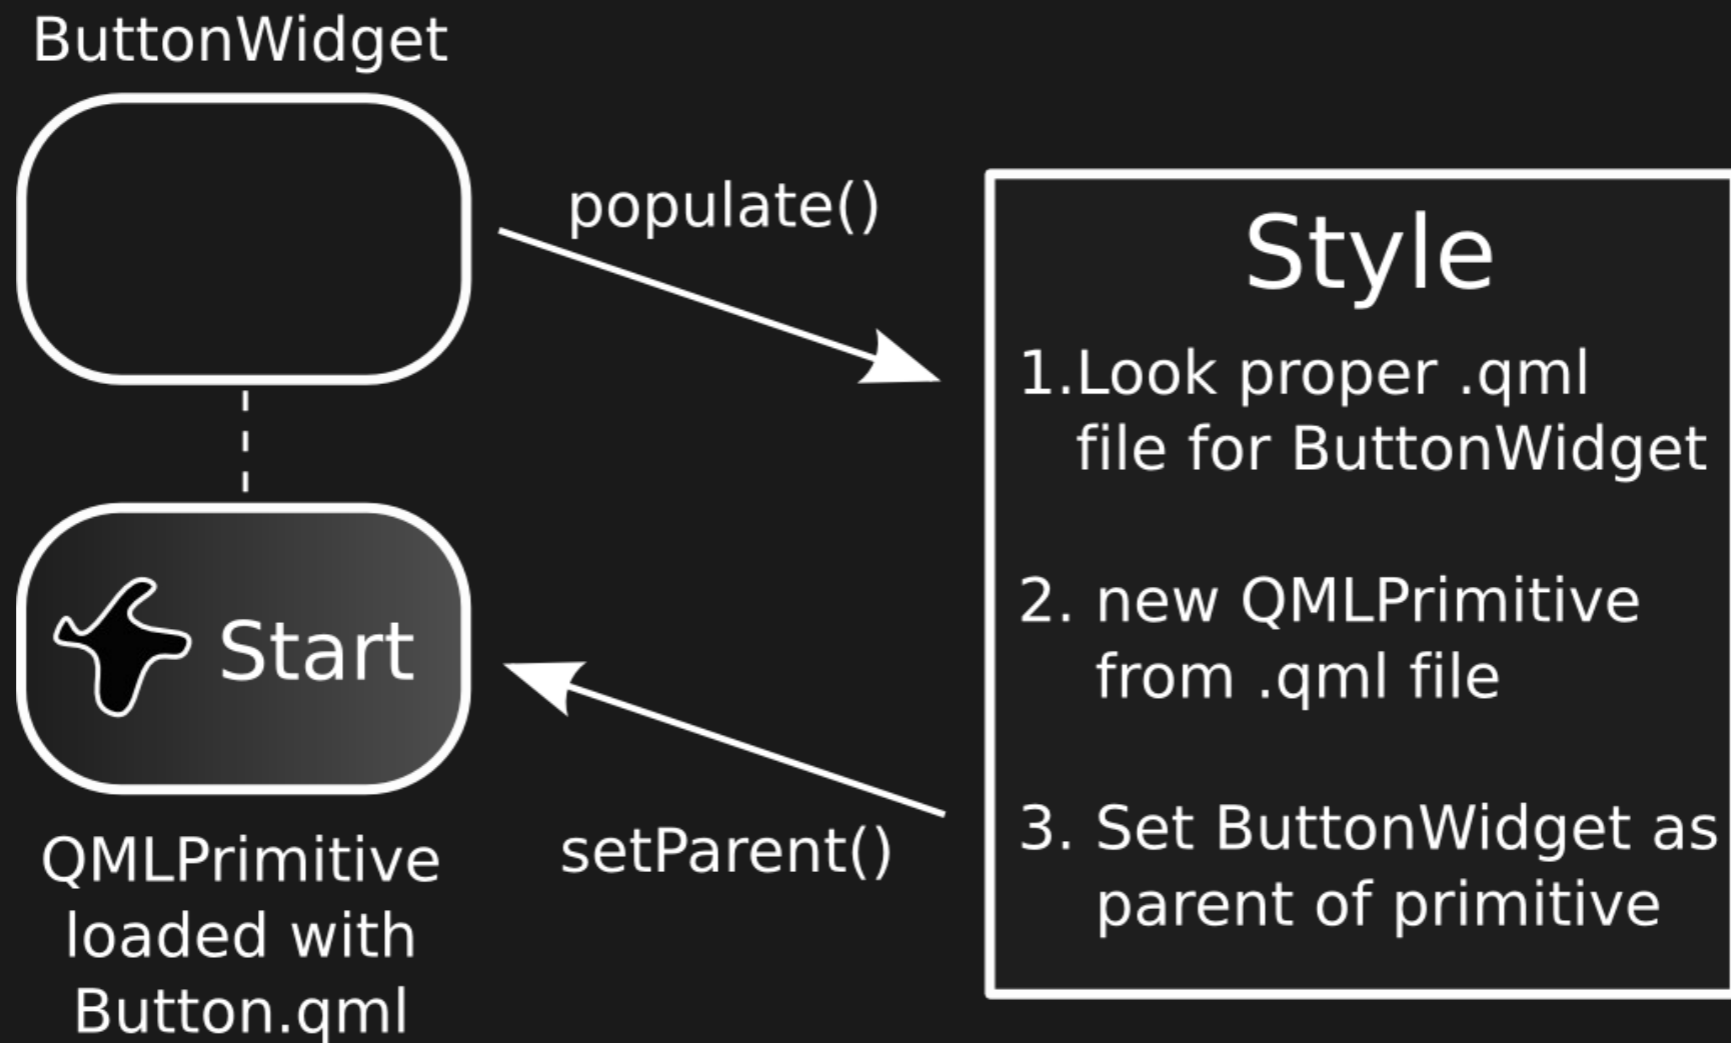 ButtonWidget
populate()
Style
1.Look proper .qml
file for ButtonWidget
2. new QMLPrimitive
from .qml file
3. Set ButtonWidget as
parent of primitive
Start
setParent()
QMLPrimitive
loaded with
Button.qml